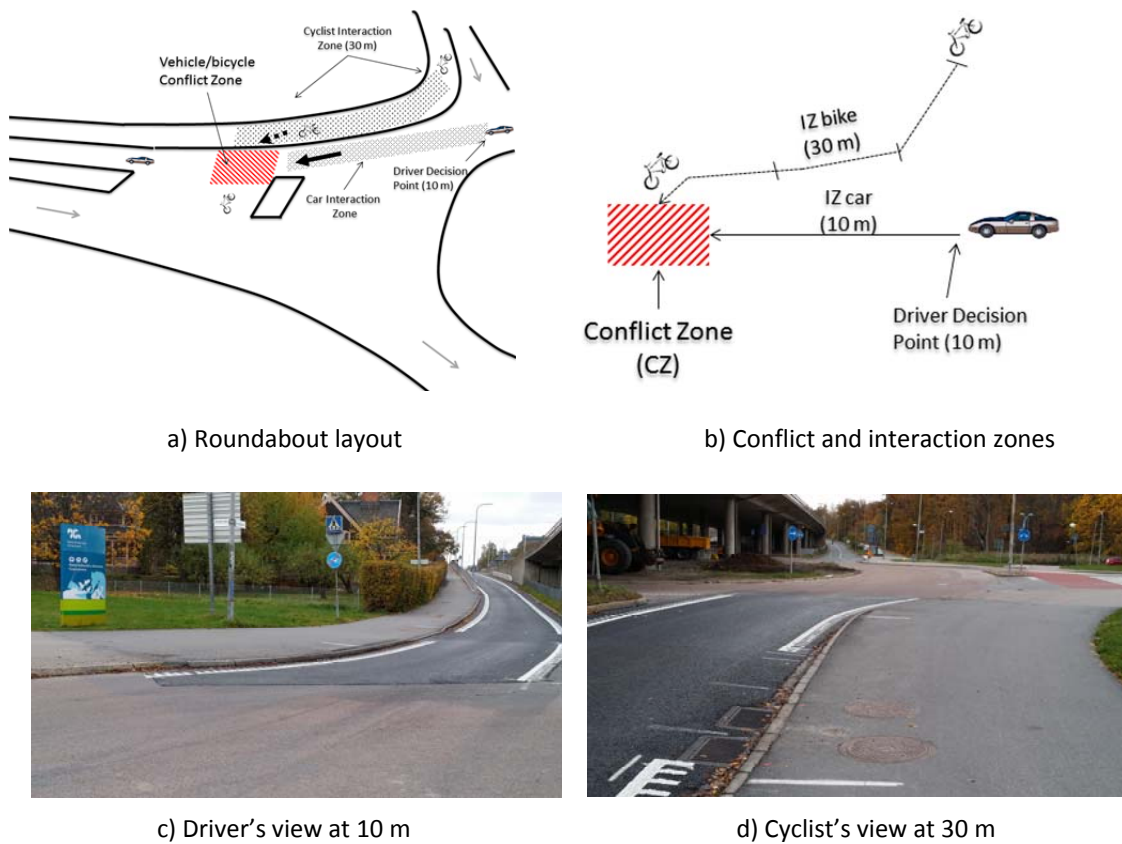 Cyclist Interaction
Zone (30 m)
Vehicle/bicycle
Conflict Zone
Driver Decision
Point (10 m)
Car Interaction
Zone
IZ bike
(30 m)
IZ car
(10 m)
Conflict Zone
(CZ)
Driver Decision
Point (10 m)
a) Roundabout layout
b) Conflict and interaction zones
c) Driver’s view at 10 m
d) Cyclist’s view at 30 m